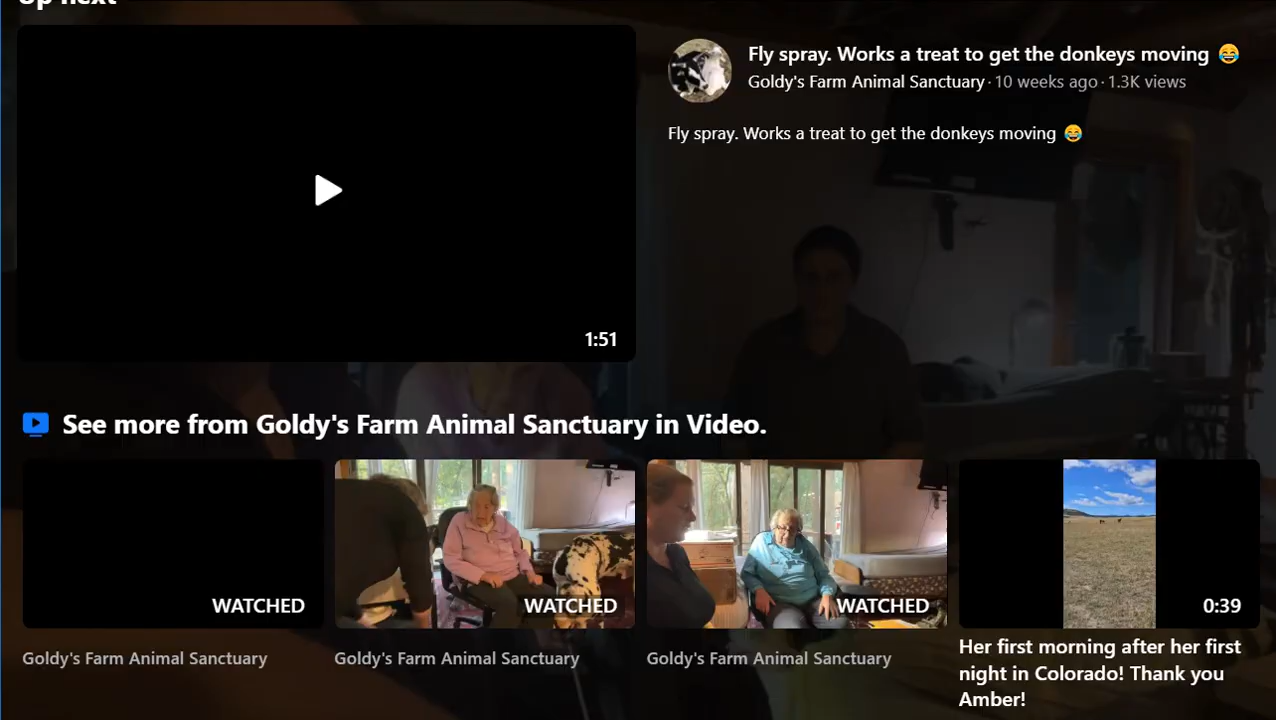 Up next
Fly spray. Works a treat to get the donkeys moving 😂
Goldy's Farm Animal Sanctuary · 10 weeks ago · 1.3K views
Fly spray. Works a treat to get the donkeys moving 😂
1:51
See more from Goldy's Farm Animal Sanctuary in Video.
WATCHED
WATCHED
WATCHED
0:39
Goldy's Farm Animal Sanctuary
Goldy's Farm Animal Sanctuary
Goldy's Farm Animal Sanctuary
Her first morning after her first
night in Colorado! Thank you
Amber!